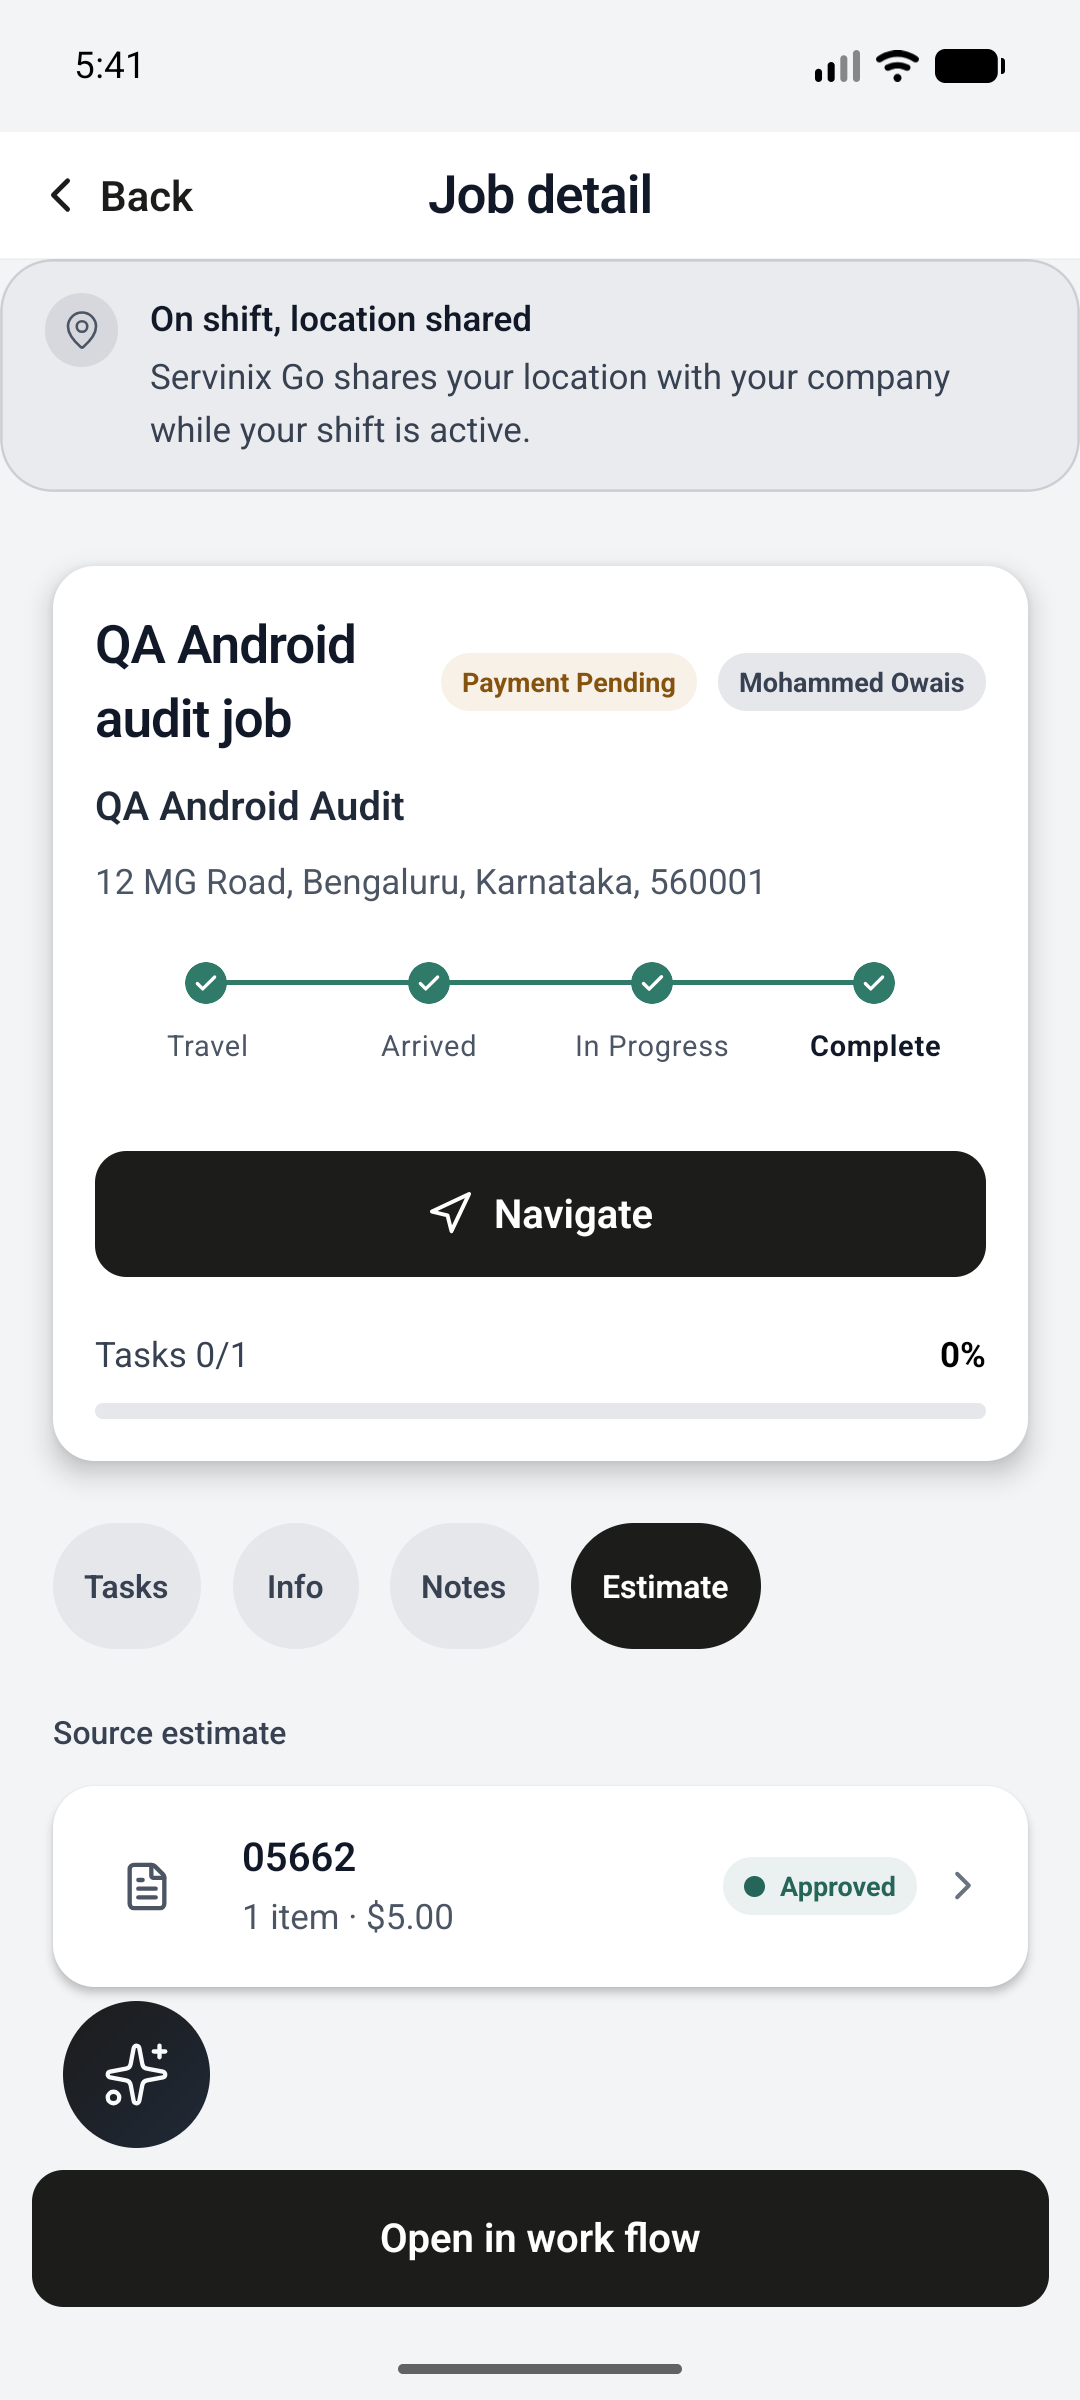 5:41
Back
Job detail
On shift, location shared
Servinix Go shares your location with your company
while your shift is active.
QA Android
audit job
Payment Pending
Mohammed Owais
QA Android Audit
12 MG Road, Bengaluru, Karnataka, 560001
Travel
Arrived
In Progress
Complete
Navigate
Tasks 0/1
0%
Tasks
Info
Notes
Estimate
Source estimate
05662
1 item · $5.00
Approved
Open in work flow